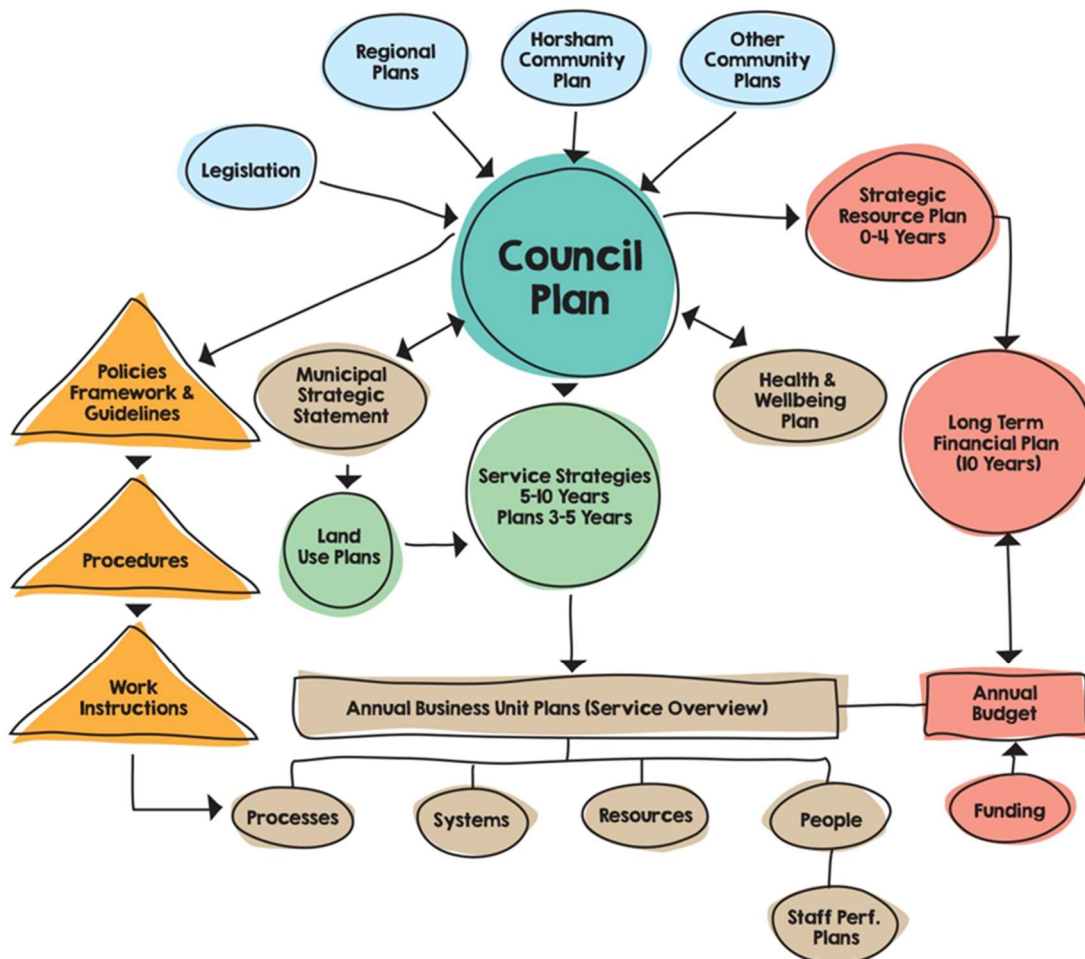 Regional
Plans
Horsham
Community
Plan
Other
Community
Plans
Legislation
Strategic
Resource Plan
0-4 Years
Council
Plan
Policies
Framework &
Guidelines
Municipal
Strategic
Statement
Health &
Wellbeing
Plan
Long Term
Financial Plan
(10 Years)
Service Strategies
5-10 Years
Plans 3-5 Years
Land
Use Plans
Procedures
Work
Instructions
Annual Business Unit Plans (Service Overview)
Annual
Budget
Processes
Systems
Resources
People
Funding
Staff Perf.
Plans